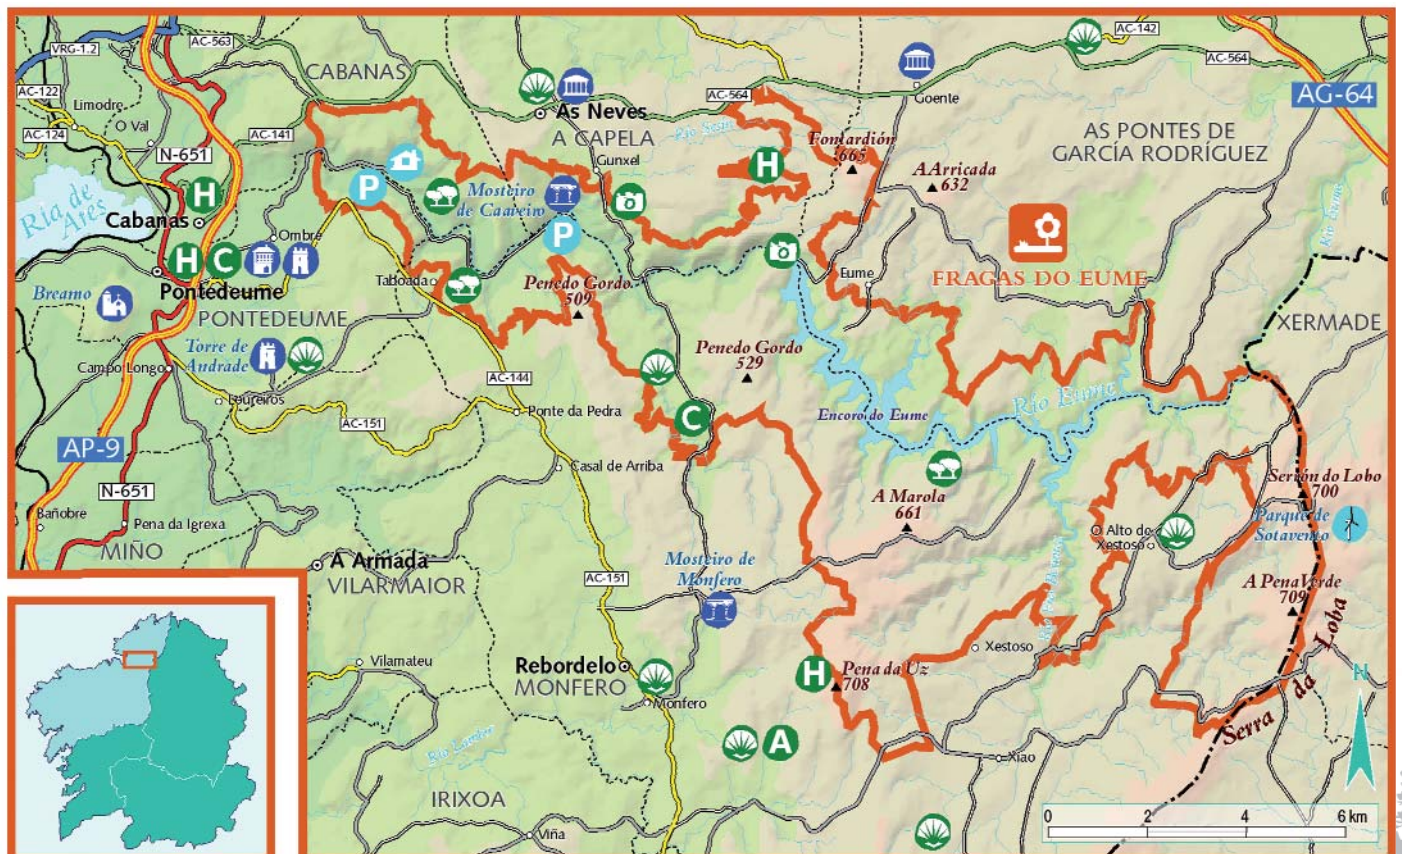 VRG-1.2
AC-563
CABANAS
AC-142
AC-564
AG-64
AC-122
Limodre
AC-124
O Val
AC-141
N-651
As Neves
A CAPELA
Gunxel
AC-564
Río Sesín
Goente
Fontardión
665
A Arricada
632
AS PONTES DE
GARCÍA RODRÍGUEZ
Río Eume
H
P
Mosteiro
de Caaveiro
H
Ría de
Ares
Cabanas
Ombre
H
C
P
Taboada
Penedo Gordo
509
Eume
FRAGAS DO EUME
Breamo
Pontedeume
PONTEDEUME
XERMADE
Torre de
Andrade
Campo Longo
Loureiros
AC-144
Penedo Gordo
529
Ponte da Pedra
AC-151
C
Encoro do Eume
Río Eume
AP-9
N-651
Casal de Arriba
A Marola
661
Serrón do Lobo
700
Bañobre
Pena da Igrexa
MIÑO
O Alto de
Xestoso
Parque de
Sotavento
A Armada
VILARMAIOR
AC-151
Mosteiro de
Monfero
A Pena Verde
709
Vilamateu
Rebordelo
MONFERO
Monfero
H
Pena da Uz
708
Xestoso
Serra da Loba
N
Río Lambre
A
Xiao
IRIXOA
Viña
0 2 4 6 km